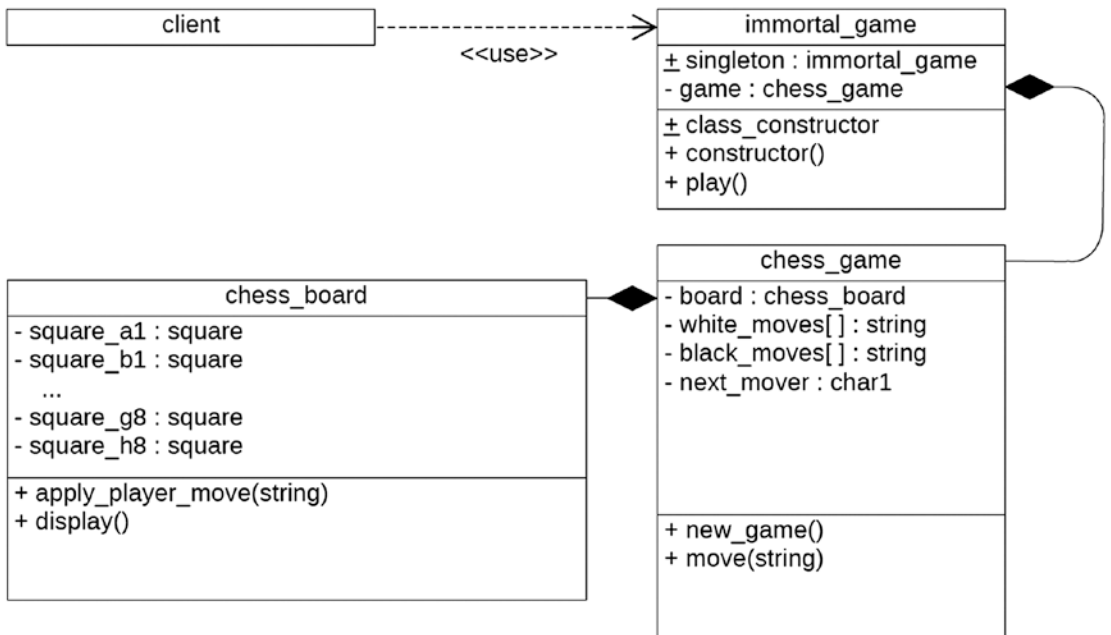 client
<<use>>
immortal_game
+ singleton : immortal_game
- game : chess_game
+ class_constructor
+ constructor()
+ play()
chess_game
- board : chess_board
- white_moves[ ] : string
- black_moves[ ] : string
- next_mover : char1
+ new_game()
+ move(string)
chess_board
- square_a1 : square
- square_b1 : square
...
- square_g8 : square
- square_h8 : square
+ apply_player_move(string)
+ display()